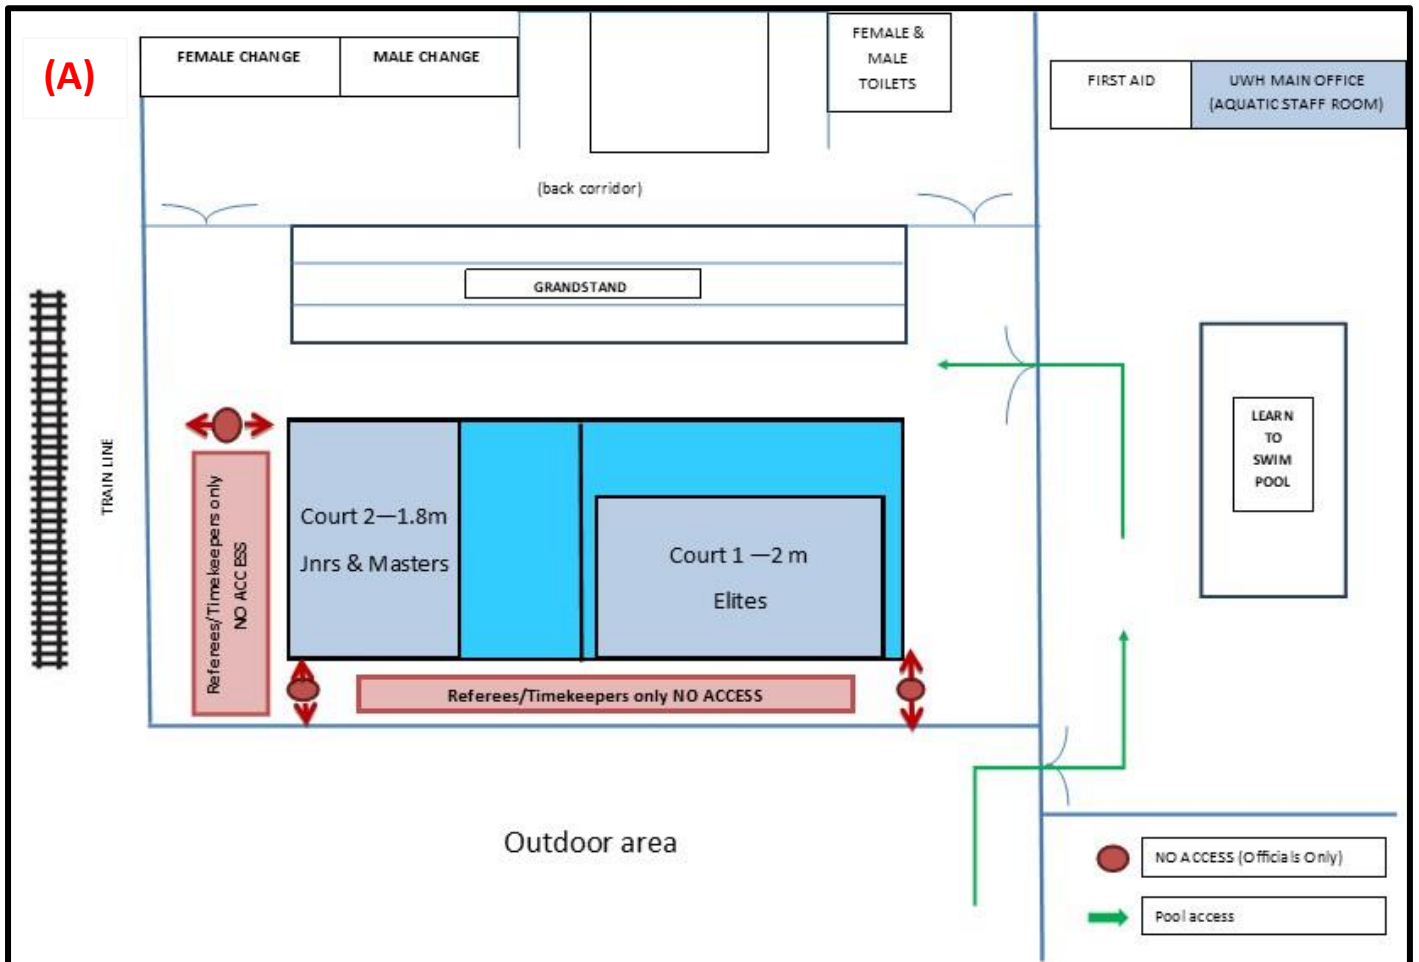 (A)
FEMALE CHANGE
MALE CHANGE
FEMALE &
MALE
TOILETS
FIRST AID
UWH MAIN OFFICE
(AQUATIC STAFF ROOM)
(back corridor)
GRANDSTAND
TRAIN LINE
Referees/Timekeepers only
NO ACCESS
Court 2—1.8m
Jnrs & Masters
Court 1 —2 m
Elites
LEARN
TO
SWIM
POOL
Referees/Timekeepers only NO ACCESS
Outdoor area
NO ACCESS (Officials Only)
Pool access